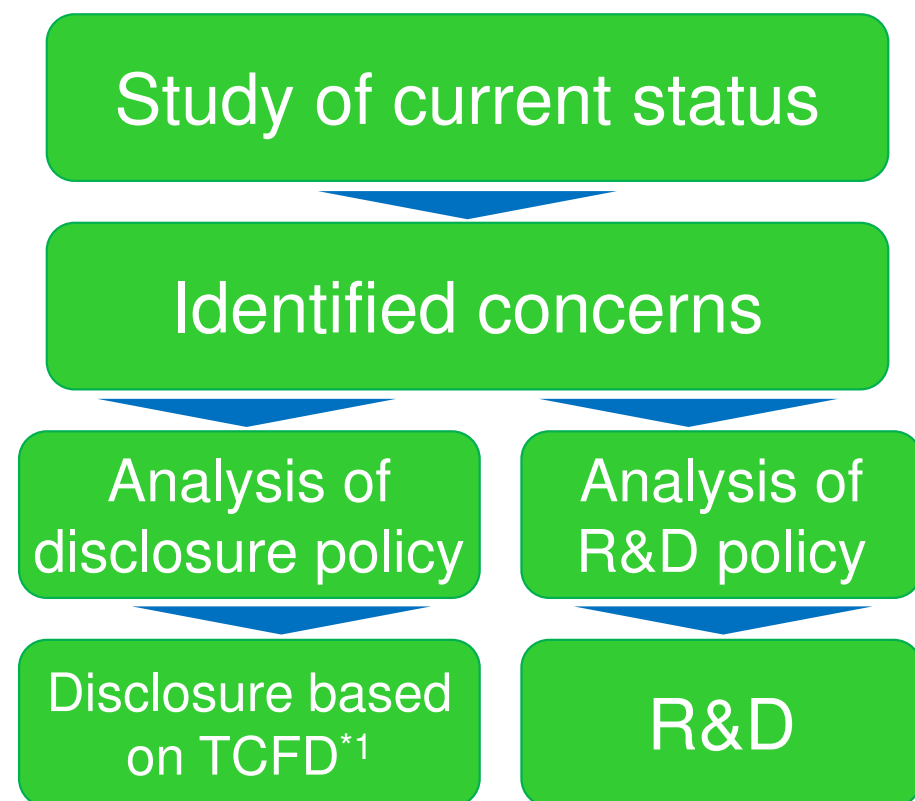 Study of current status
Identified concerns
Analysis of
disclosure policy
Analysis of
R&D policy
Disclosure based
on TCFD*1
R&D